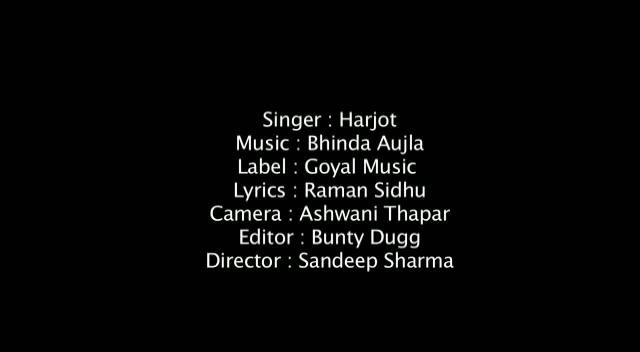 Singer : Harjot
Music : Bhinda Aujla
Label : Goyal Music
Lyrics : Raman Sidhu
Camera : Ashwani Thapar
Editor : Bunty Dugg
Director : Sandeep Sharma